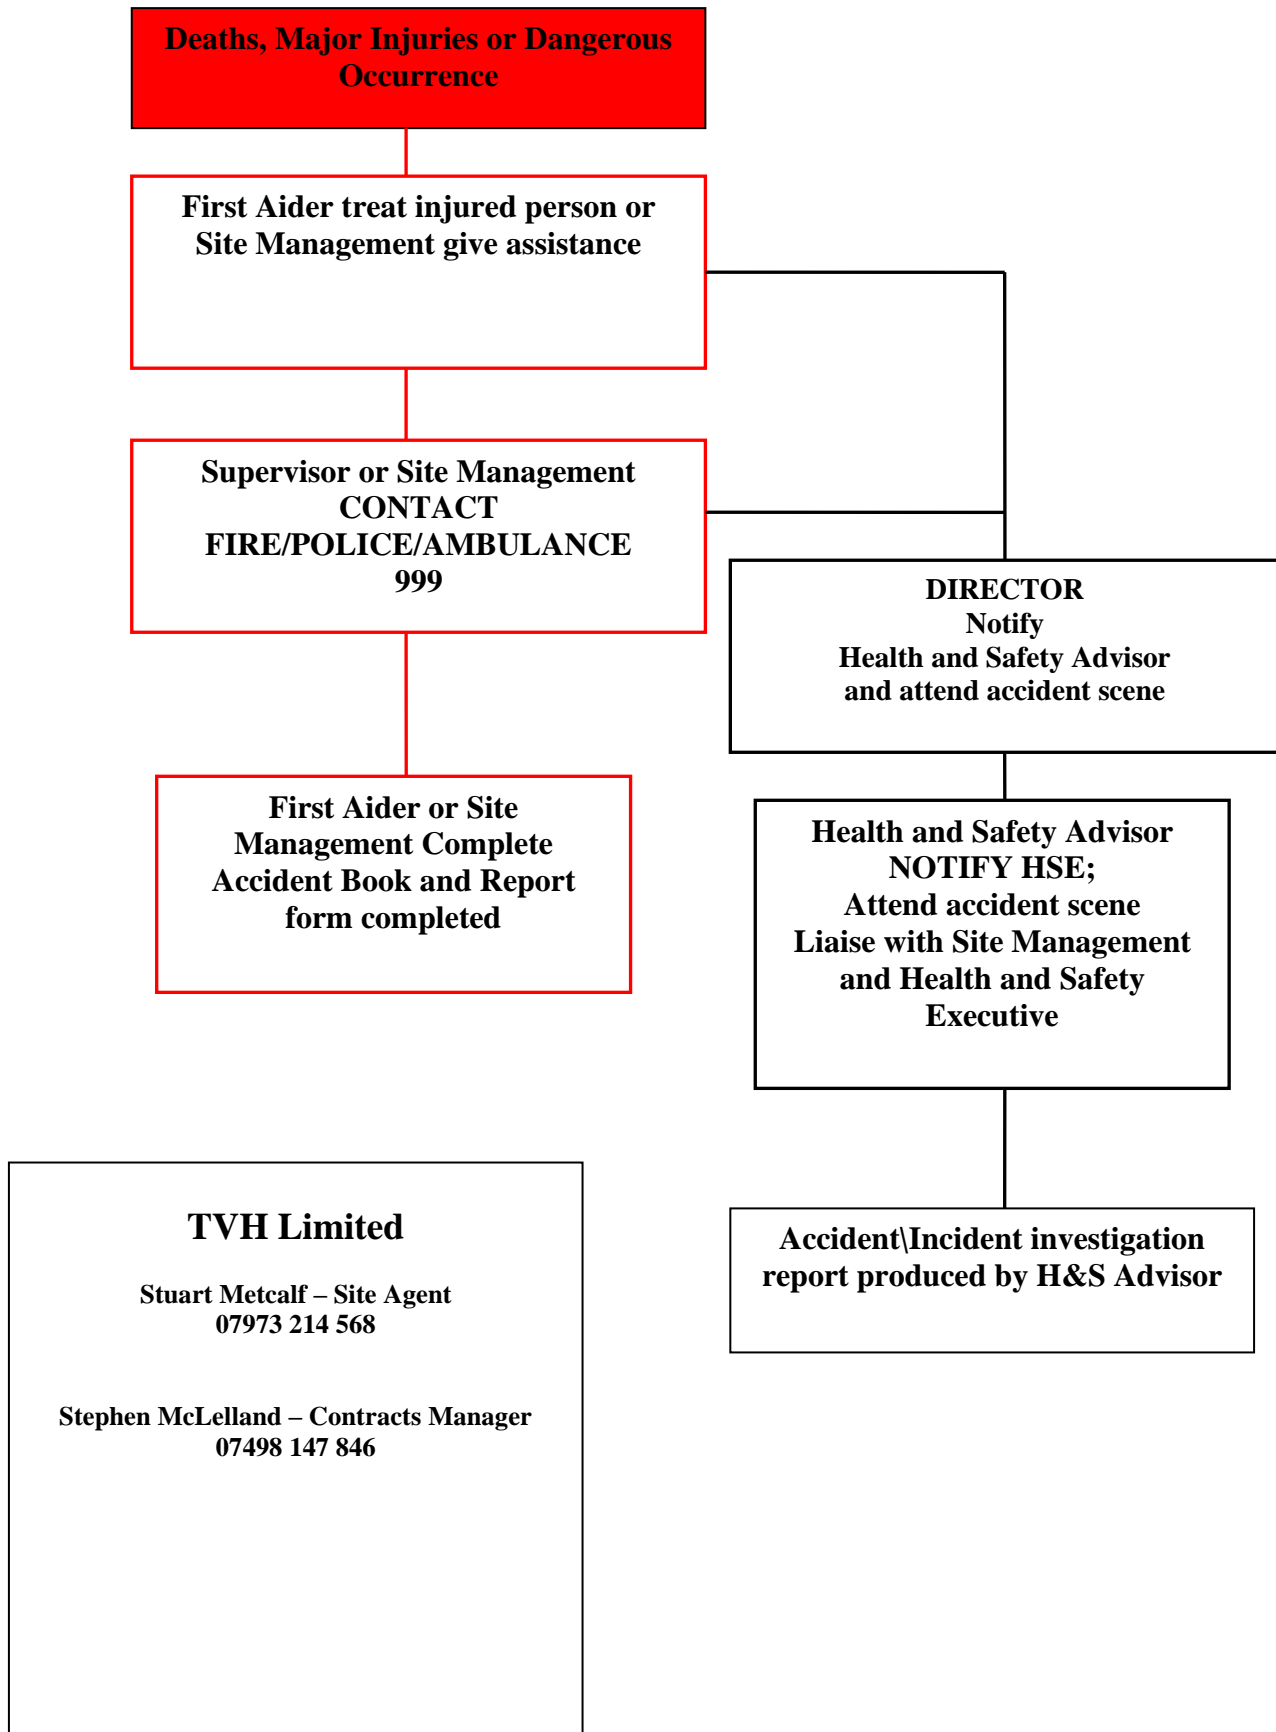 Deaths, Major Injuries or Dangerous
Occurrence
First Aider treat injured person or
Site Management give assistance
Supervisor or Site Management
CONTACT
FIRE/POLICE/AMBULANCE
999
DIRECTOR
Notify
Health and Safety Advisor
and attend accident scene
First Aider or Site
Management Complete
Accident Book and Report
form completed
Health and Safety Advisor
NOTIFY HSE;
Attend accident scene
Liaise with Site Management
and Health and Safety
Executive
TVH Limited
Stuart Metcalf – Site Agent
07973 214 568
Stephen McLelland – Contracts Manager
07498 147 846
Accident\Incident investigation
report produced by H&S Advisor